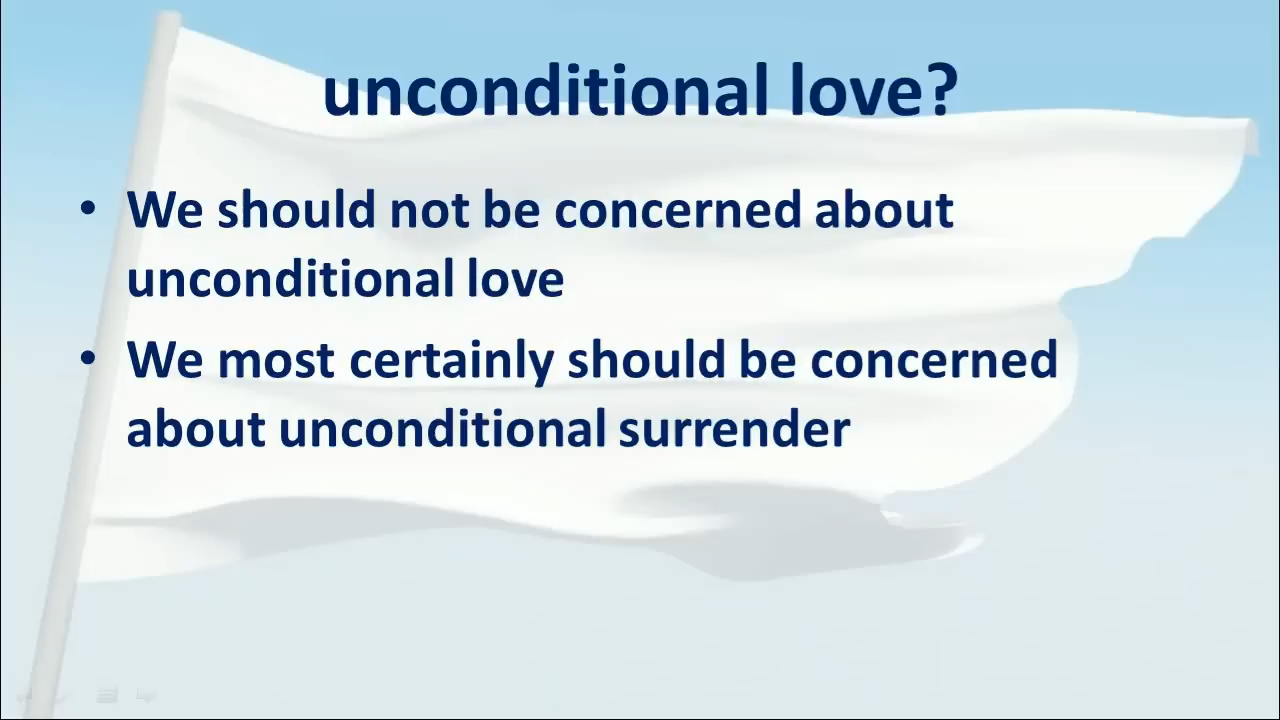 unconditional love?
• We should not be concerned about
unconditional love
• We most certainly should be concerned
about unconditional surrender